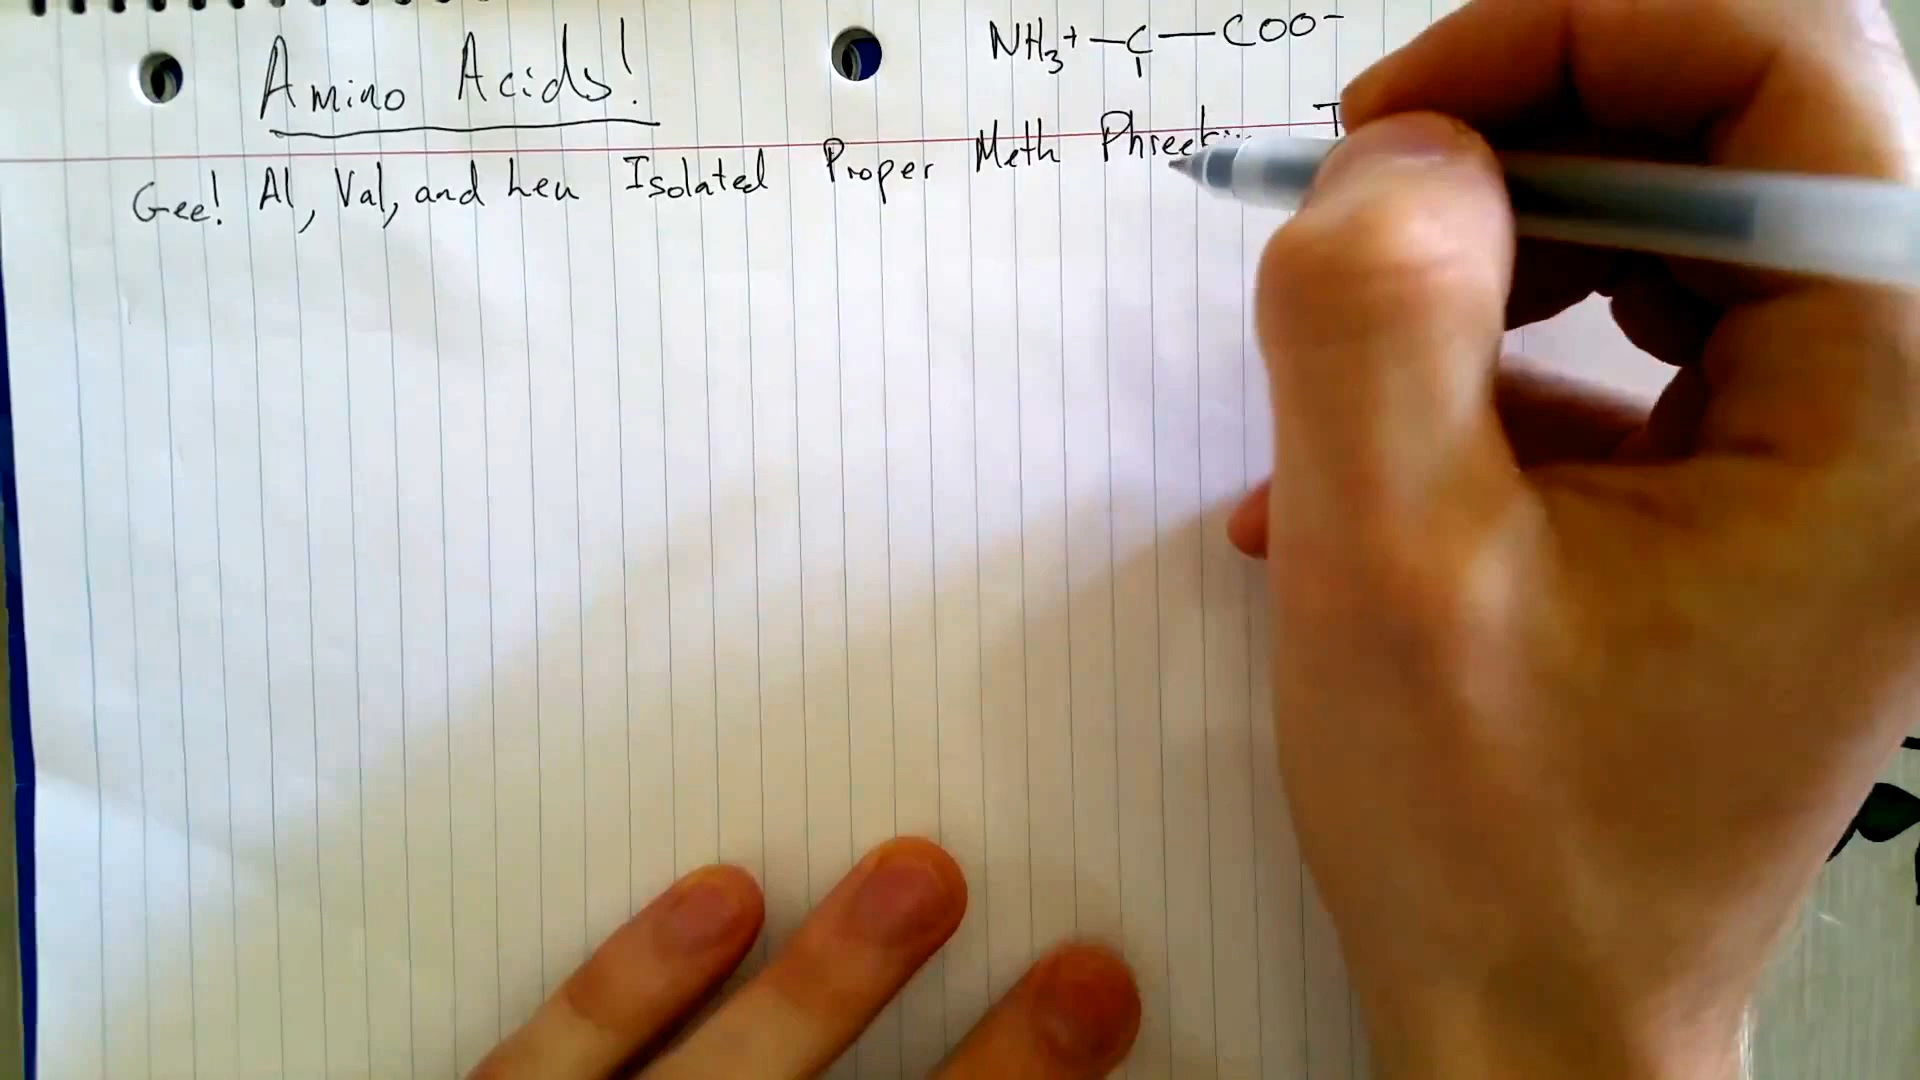 Amino Acids!
NH3+ — C — COO-
Gee! Al, Val, and Leu Isolated Proper Meth